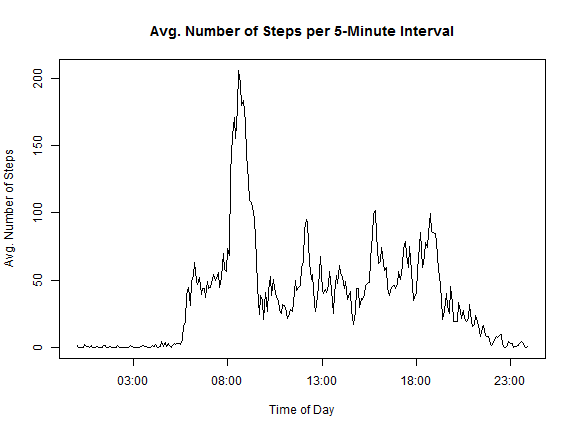 Avg. Number of Steps per 5-Minute Interval
Avg. Number of Steps
200
150
100
50
0
03:00 08:00 13:00 18:00 23:00
Time of Day